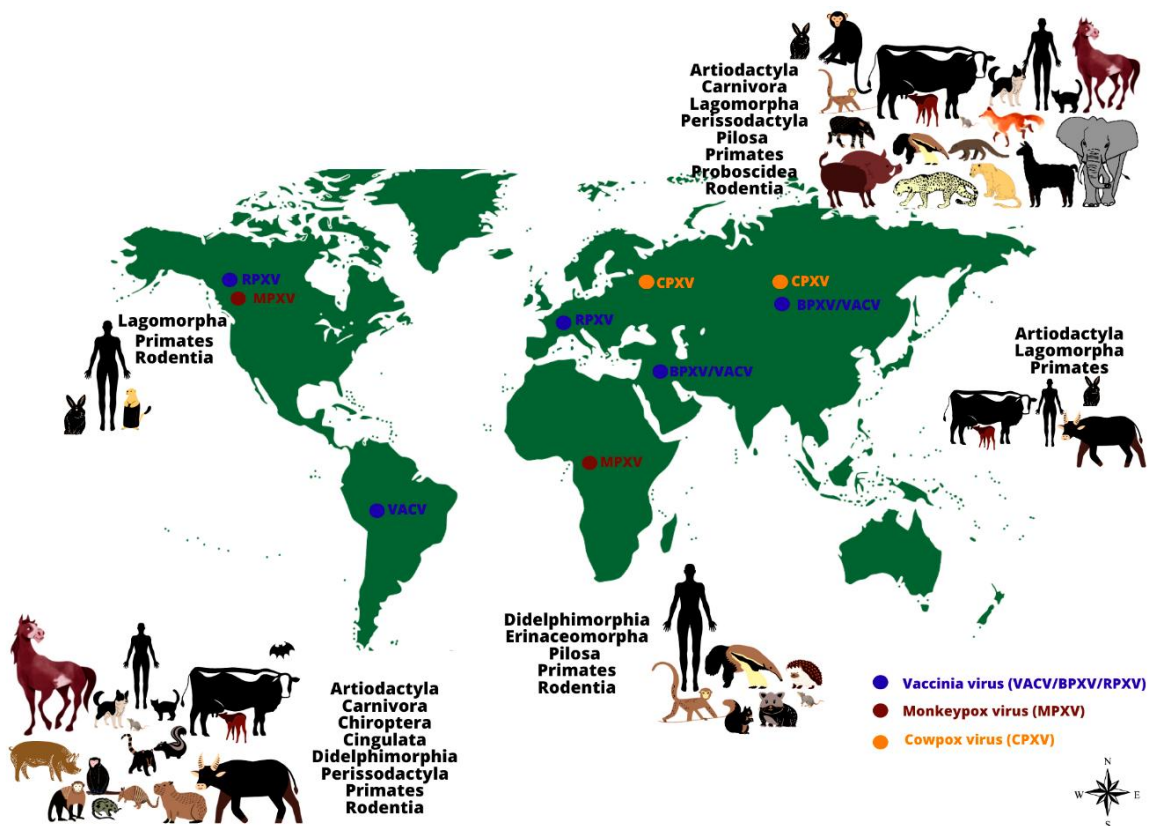 Artiodactyla
Carnivora
Lagomorpha
Perissodactyla
Pilosa
Primates
Proboscidea
Rodentia
RPXV
MPXV
Lagomorpha
Primates
Rodentia
CPXV
CPXV
BPXV/VACV
RPXV
BPXV/VACV
Artiodactyla
Lagomorpha
Primates
MPXV
VACV
Didelphimorphia
Erinaceomorpha
Pilosa
Primates
Rodentia
Artiodactyla
Carnivora
Chiroptera
Cingulata
Didelphimorphia
Perissodactyla
Primates
Rodentia
Vaccinia virus (VACV/BPXV/RPXV)
Monkeypox virus (MPXV)
Cowpox virus (CPXV)
N
W E
S